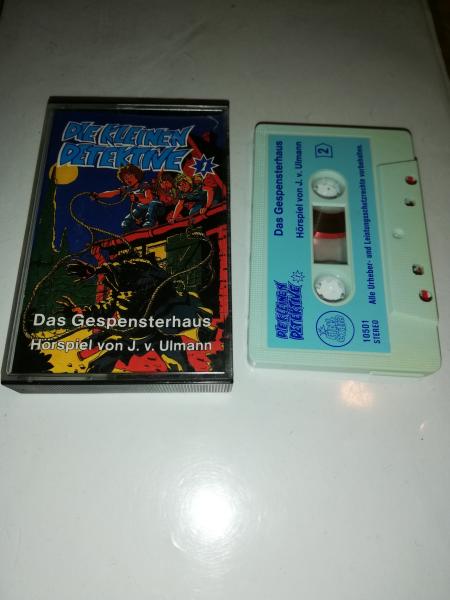 DIE KLEINEN
DETEKTIVE
1
Das Gespensterhaus
Hörspiel von J. v. Ulmann
Das Gespensterhaus
Hörspiel von J. v. Ulmann
2
DIE KLEINEN
DETEKTIVE
1
10501
STEREO
Alle Urheber- und Leistungsschutzrechte vorbehalten.